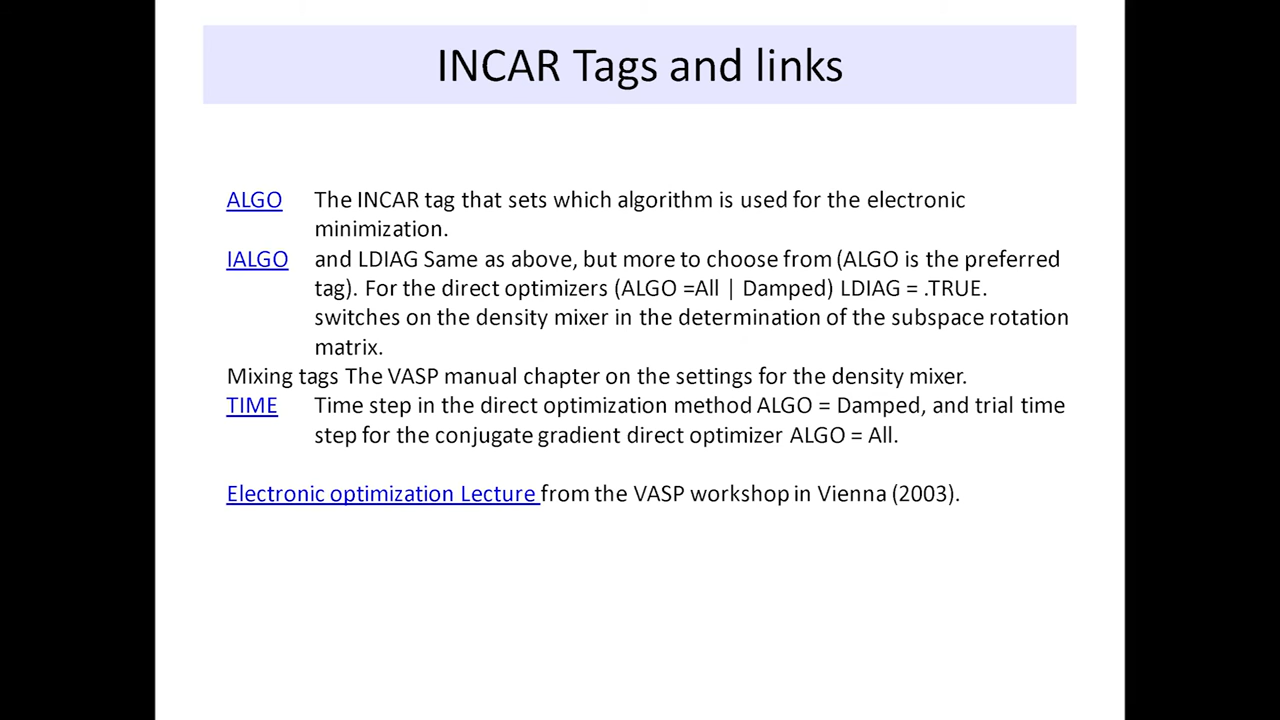 INCAR Tags and links
ALGO The INCAR tag that sets which algorithm is used for the electronic
minimization.
IALGO and LDIAG Same as above, but more to choose from (ALGO is the preferred
tag). For the direct optimizers (ALGO =All | Damped) LDIAG = .TRUE.
switches on the density mixer in the determination of the subspace rotation
matrix.
Mixing tags The VASP manual chapter on the settings for the density mixer.
TIME Time step in the direct optimization method ALGO = Damped, and trial time
step for the conjugate gradient direct optimizer ALGO = All.
Electronic optimization Lecture from the VASP workshop in Vienna (2003).